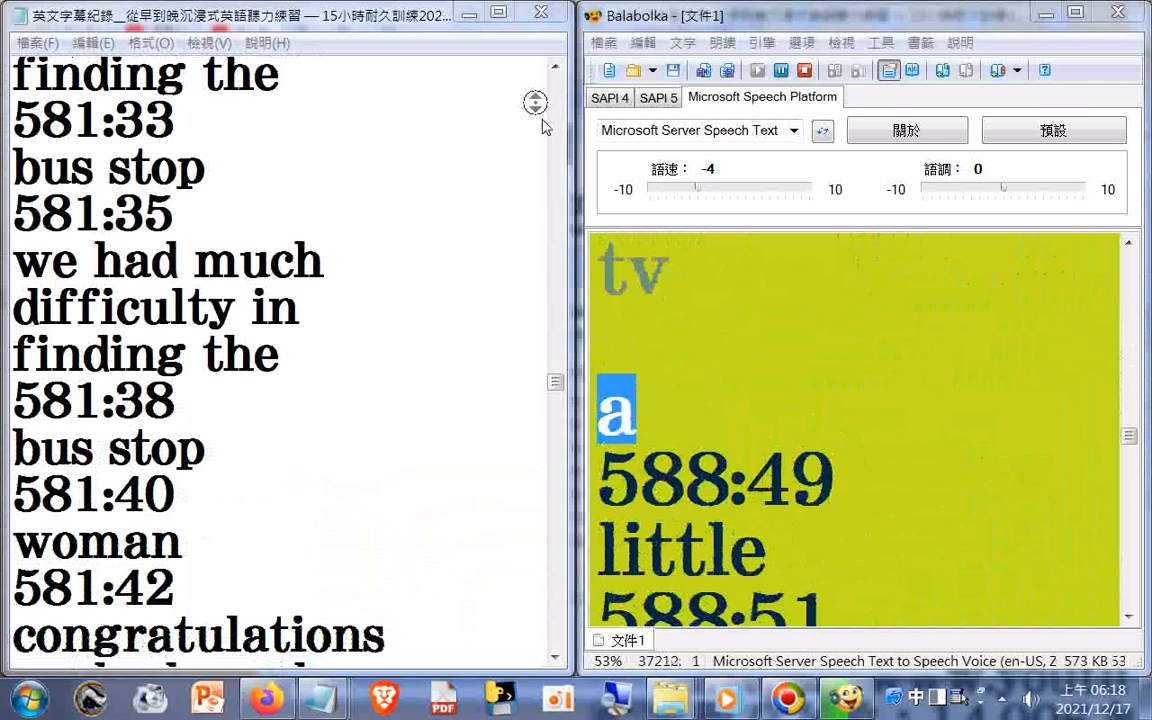 英文字幕紀錄__從早到晚沉浸式英語聽力練習 — 15小時耐久訓練202...
檔案(F) 編輯(E) 格式(O) 檢視(V) 說明(H)
finding the
581:33
bus stop
581:35
we had much
difficulty in
finding the
581:38
bus stop
581:40
woman
581:42
congratulations
Balabolka - [文件1]
檔案 編輯 文字 朗讀 引擎 選項 檢視 工具 書籤 說明
SAPI 4 SAPI 5 Microsoft Speech Platform
Microsoft Server Speech Text 關於 預設
語速： -4 語調： 0
-10 10 -10 10
tv
a
588:49
little
588:51
文件1
53% 37212: 1 Microsoft Server Speech Text to Speech Voice (en-US, Z 573 KB 53
PDF
中
上午 06:18
2021/12/17